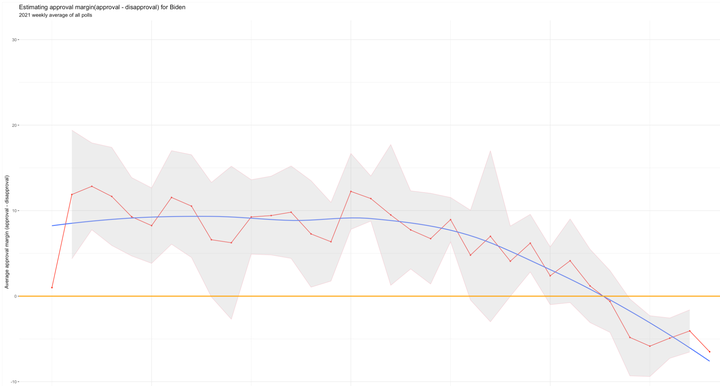 Estimating approval margin(approval - disapproval) for Biden
2021 weekly average of all polls
Average approval margin (approval - disapproval)
30
20
10
0
-10